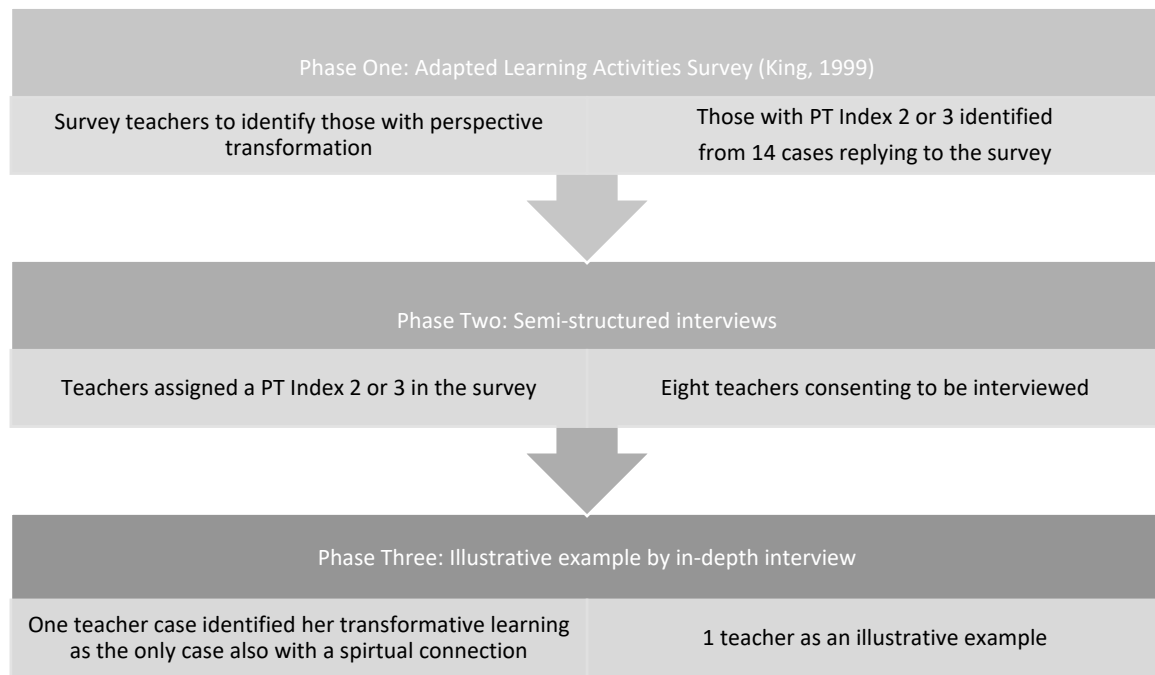 Phase One: Adapted Learning Activities Survey (King, 1999)
Survey teachers to identify those with perspective
transformation
Those with PT Index 2 or 3 identified
from 14 cases replying to the survey
Phase Two: Semi-structured interviews
Teachers assigned a PT Index 2 or 3 in the survey
Eight teachers consenting to be interviewed
Phase Three: Illustrative example by in-depth interview
One teacher case identified her transformative learning
as the only case also with a spirtual connection
1 teacher as an illustrative example